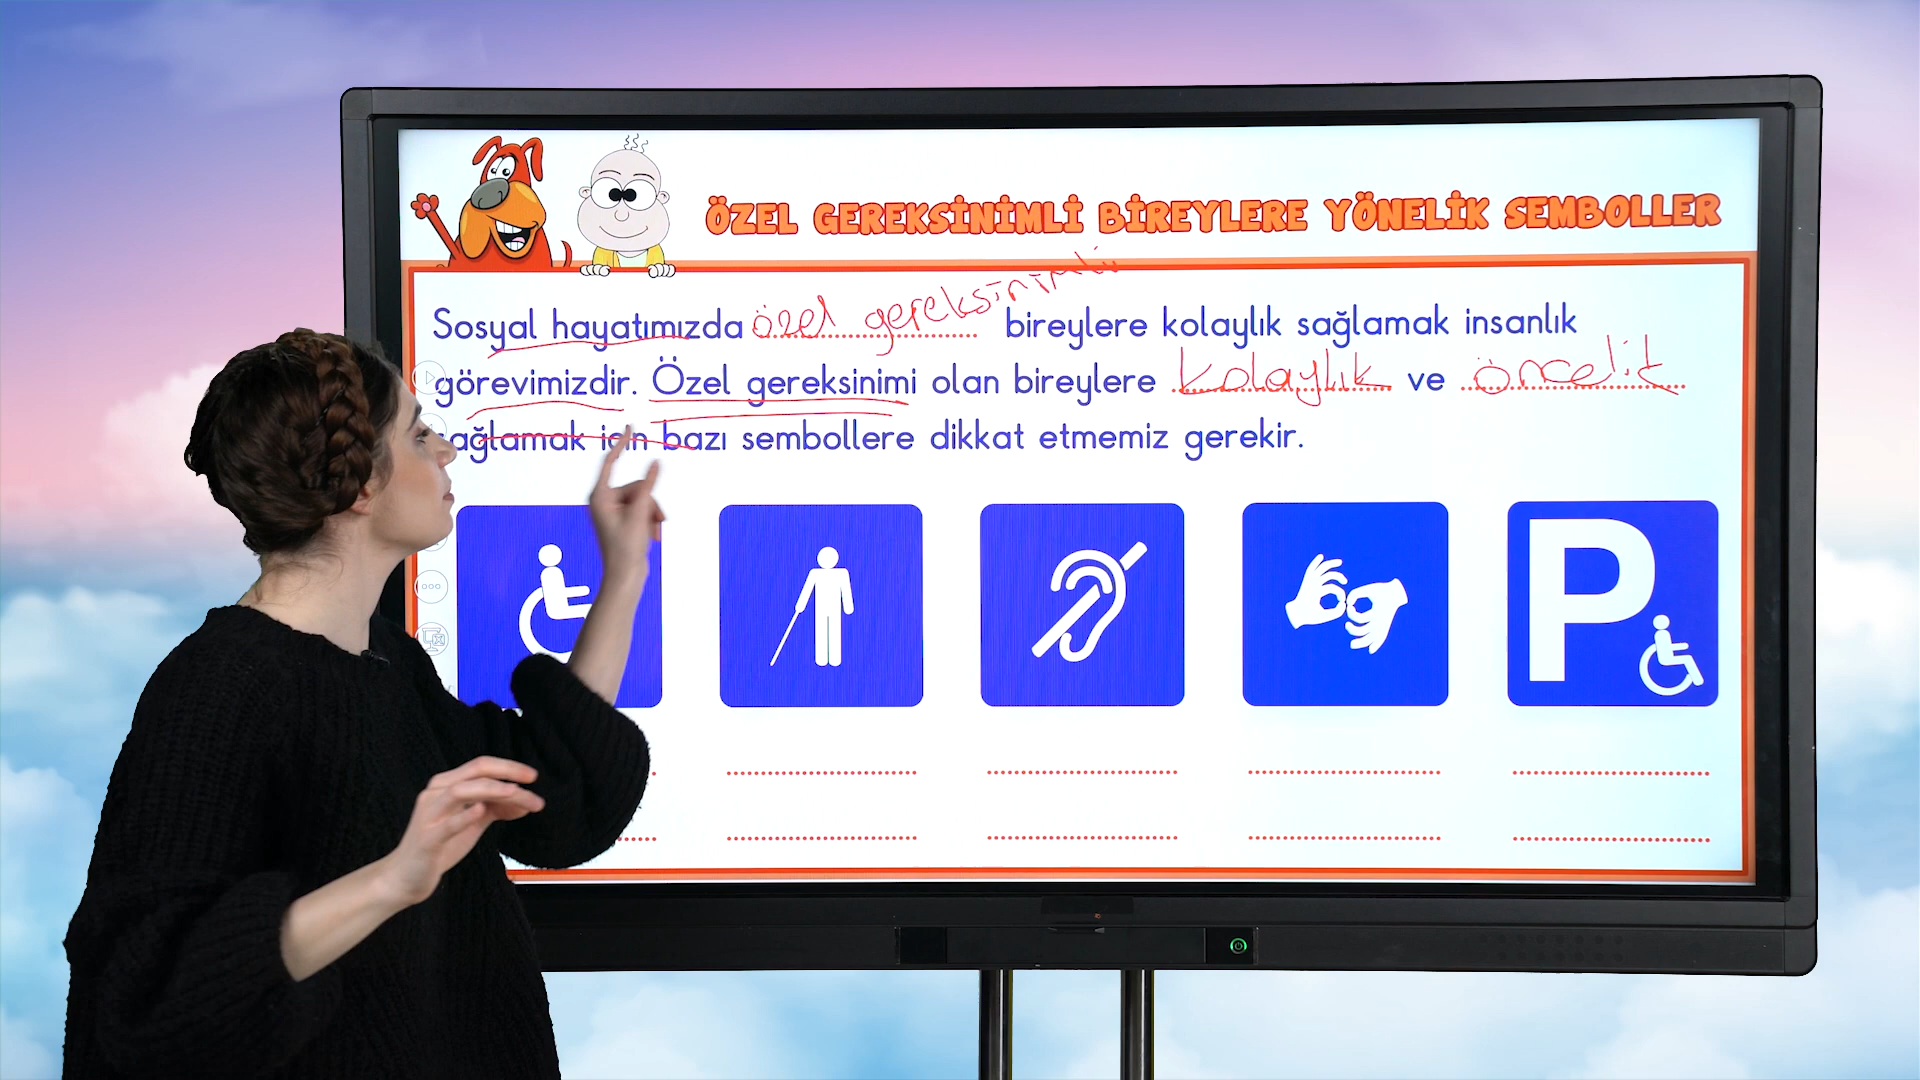 ÖZEL GEREKSİNİMLİ BİREYLERE YÖNELİK SEMBOLLER
Sosyal hayatımızda özel gereksinimli bireylere kolaylık sağlamak insanlık
görevimizdir. Özel gereksinimi olan bireylere kolaylık ve öncelik
sağlamak için bazı sembollere dikkat etmemiz gerekir.
P